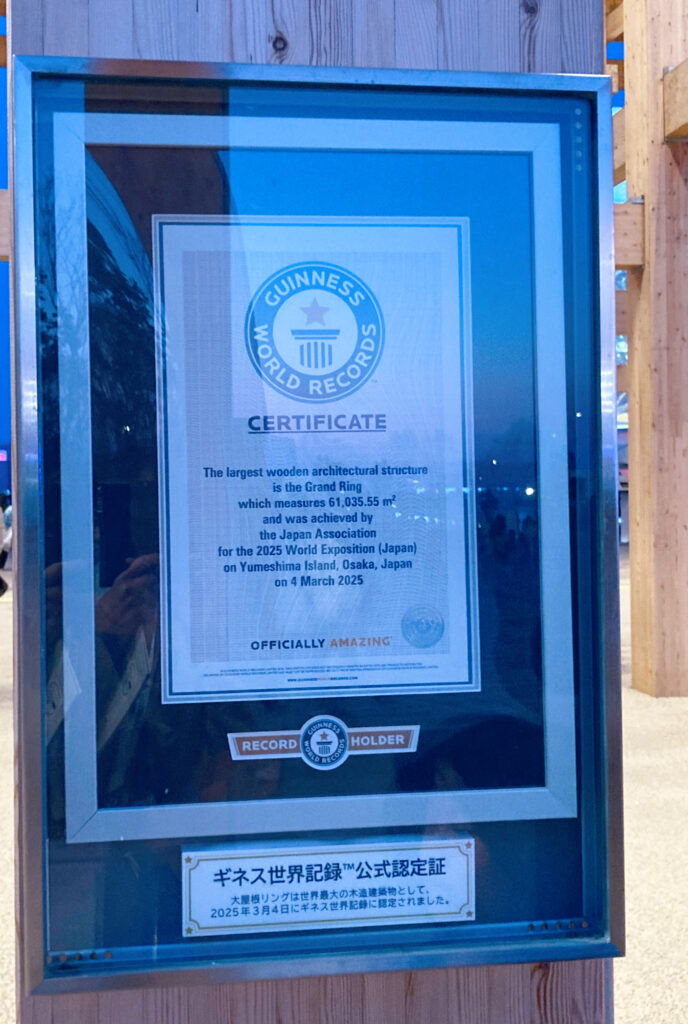 GUINNESS
WORLD RECORDS
CERTIFICATE
The largest wooden architectural structure
is the Grand Ring
which measures 61,035.55 m²
and was achieved by
the Japan Association
for the 2025 World Exposition (Japan)
on Yumeshima Island, Osaka, Japan
on 4 March 2025
OFFICIALLY AMAZING
RECORD HOLDER
GUINNESS
WORLD RECORDS
ギネス世界記録™公式認定証
大屋根リングは世界最大の木造建築物として、
2025年3月4日にギネス世界記録に認定されました。